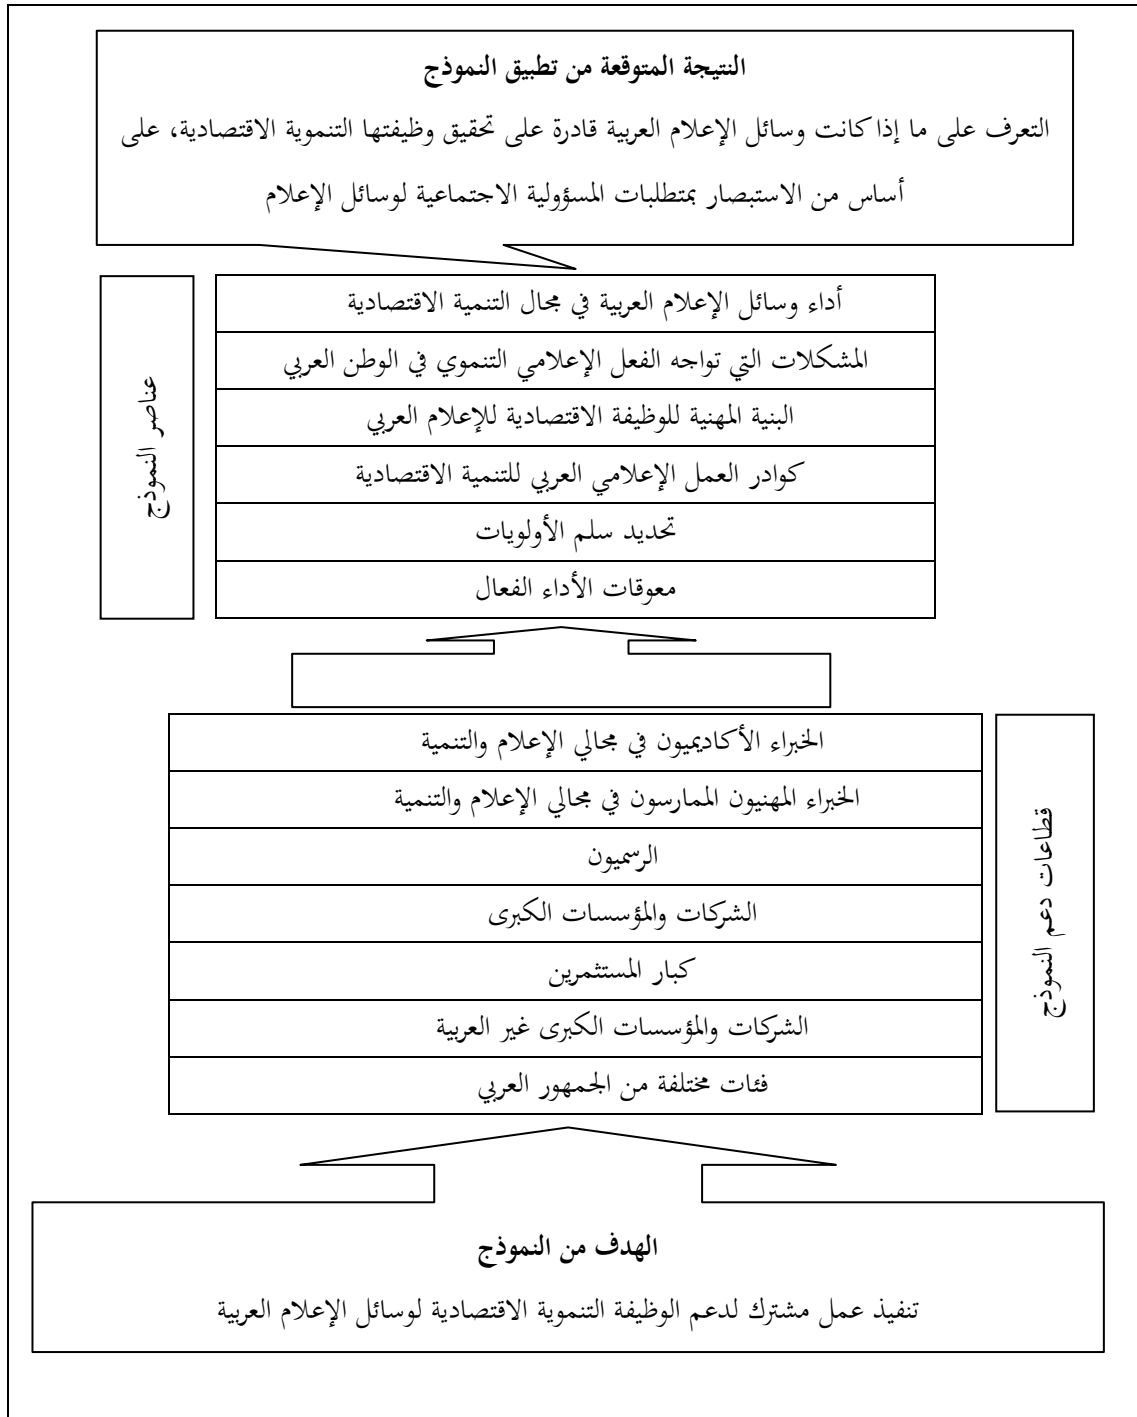 النتيجة المتوقعة من تطبيق النموذج
التعرف على ما إذا كانت وسائل الإعلام العربية قادرة على تحقيق وظيفتها التنموية الاقتصادية، على
أساس من الاستبصار بمتطلبات المسؤولية الاجتماعية لوسائل الإعلام
عناصر النموذج
أداء وسائل الإعلام العربية في مجال التنمية الاقتصادية
المشكلات التي تواجه الفعل الإعلامي التنموي في الوطن العربي
البنية المهنية للوظيفة الاقتصادية للإعلام العربي
كوادر العمل الإعلامي العربي للتنمية الاقتصادية
تحديد سلم الأولويات
معوقات الأداء الفعال
قطاعات دعم النموذج
الخبراء الأكاديميون في مجالي الإعلام والتنمية
الخبراء المهنيون الممارسون في مجالي الإعلام والتنمية
الرسميون
الشركات والمؤسسات الكبرى
كبار المستثمرين
الشركات والمؤسسات الكبرى غير العربية
فئات مختلفة من الجمهور العربي
الهدف من النموذج
تنفيذ عمل مشترك لدعم الوظيفة التنموية الاقتصادية لوسائل الإعلام العربية